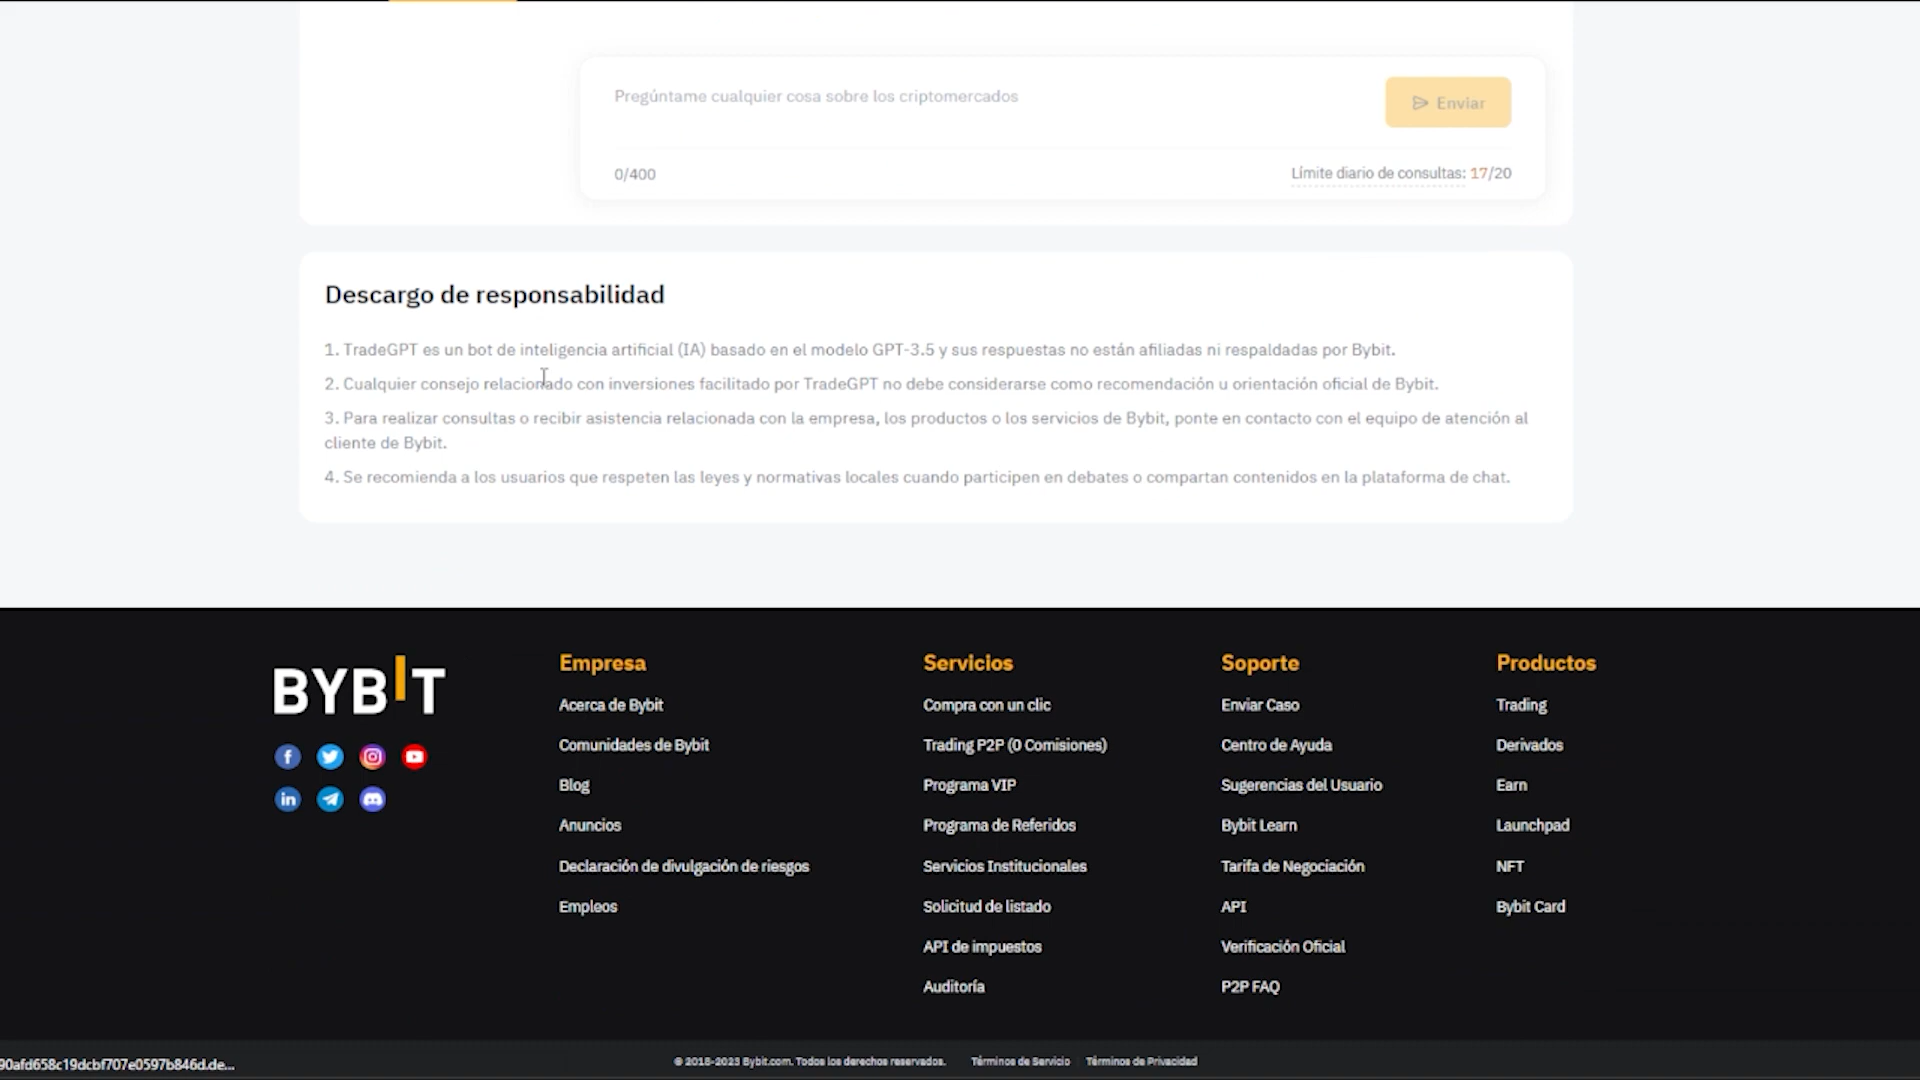 Pregúntame cualquier cosa sobre los criptomercados
Enviar
0/400
Límite diario de consultas: 17/20
Descargo de responsabilidad
1. TradeGPT es un bot de inteligencia artificial (IA) basado en el modelo GPT-3.5 y sus respuestas no están afiliadas ni respaldadas por Bybit.
2. Cualquier consejo relacionado con inversiones facilitado por TradeGPT no debe considerarse como recomendación u orientación oficial de Bybit.
3. Para realizar consultas o recibir asistencia relacionada con la empresa, los productos o los servicios de Bybit, ponte en contacto con el equipo de atención al
cliente de Bybit.
4. Se recomienda a los usuarios que respeten las leyes y normativas locales cuando participen en debates o compartan contenidos en la plataforma de chat.
BYBIT
Empresa
Acerca de Bybit
Comunidades de Bybit
Blog
Anuncios
Declaración de divulgación de riesgos
Empleos
Servicios
Compra con un clic
Trading P2P (0 Comisiones)
Programa VIP
Programa de Referidos
Servicios Institucionales
Solicitud de listado
API de impuestos
Auditoría
Soporte
Enviar Caso
Centro de Ayuda
Sugerencias del Usuario
Bybit Learn
Tarifa de Negociación
API
Verificación Oficial
P2P FAQ
Productos
Trading
Derivados
Earn
Launchpad
NFT
Bybit Card
90afd658c19dcbf707e0597b846d.de...
© 2018-2023 Bybit.com. Todos los derechos reservados. Términos de Servicio Términos de Privacidad